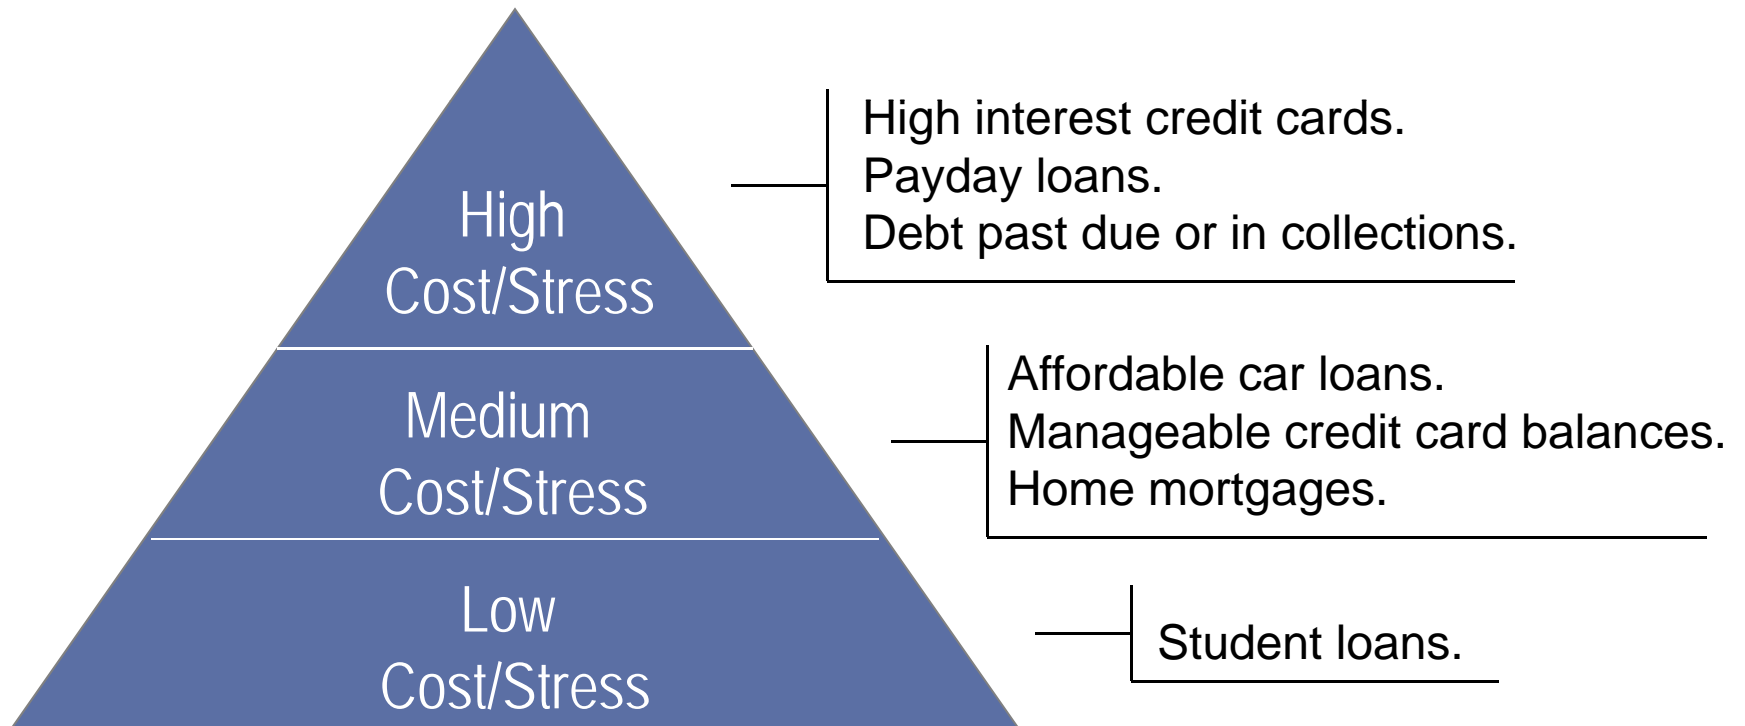 High
Cost/Stress
High interest credit cards.
Payday loans.
Debt past due or in collections.
Medium
Cost/Stress
Affordable car loans.
Manageable credit card balances.
Home mortgages.
Low
Cost/Stress
Student loans.